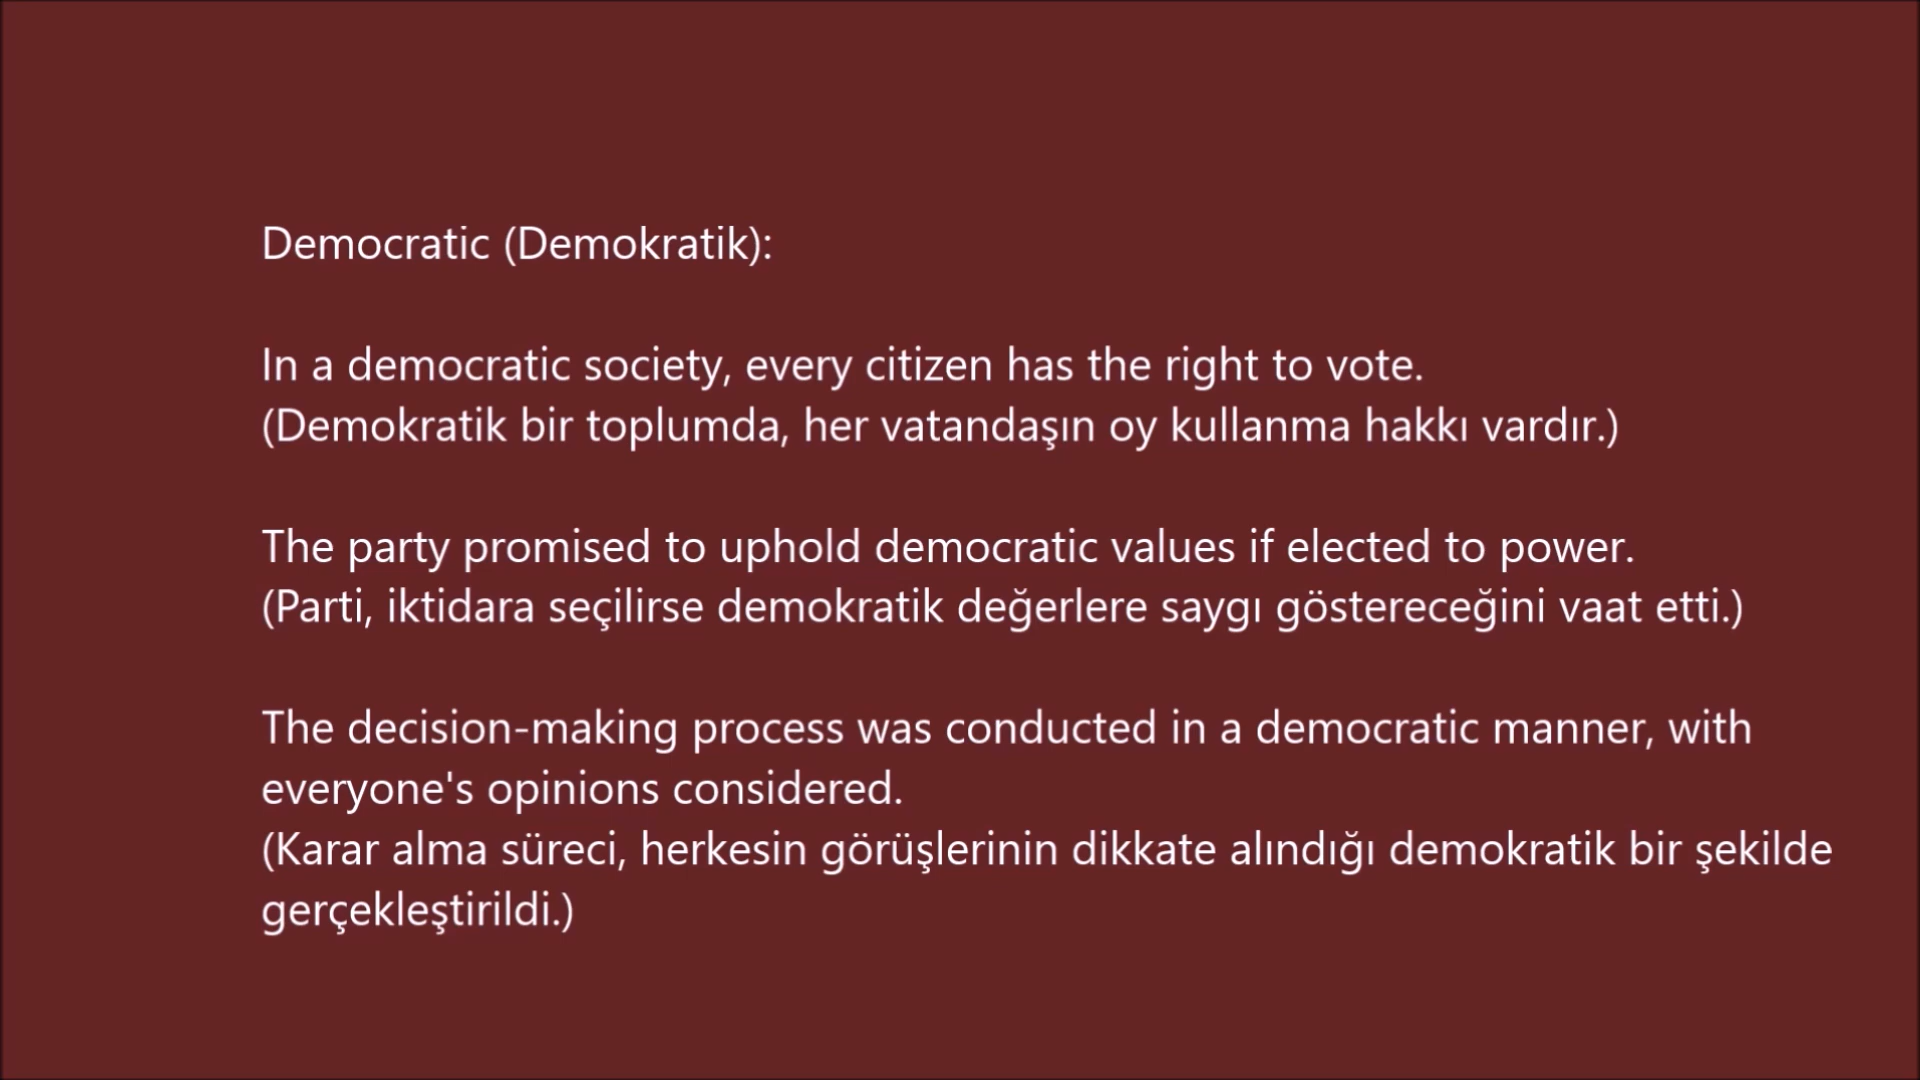 Democratic (Demokratik):
In a democratic society, every citizen has the right to vote.
(Demokratik bir toplumda, her vatandaşın oy kullanma hakkı vardır.)
The party promised to uphold democratic values if elected to power.
(Parti, iktidara seçilirse demokratik değerlere saygı göstereceğini vaat etti.)
The decision-making process was conducted in a democratic manner, with
everyone's opinions considered.
(Karar alma süreci, herkesin görüşlerinin dikkate alındığı demokratik bir şekilde
gerçekleştirildi.)